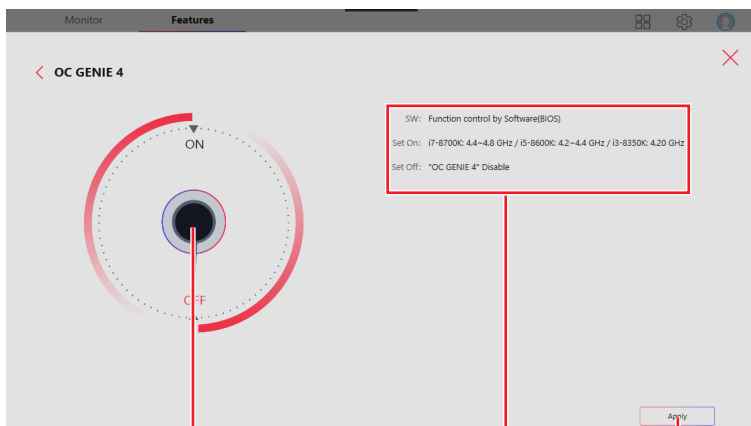 Monitor Features
OC GENIE 4
ON
OFF
SW: Function control by Software(BIOS)
Set On: i7-8700K: 4.4~4.8 GHz / i5-8600K: 4.2~4.4 GHz / i3-8350K: 4.20 GHz
Set Off: "OC GENIE 4" Disable
Apply